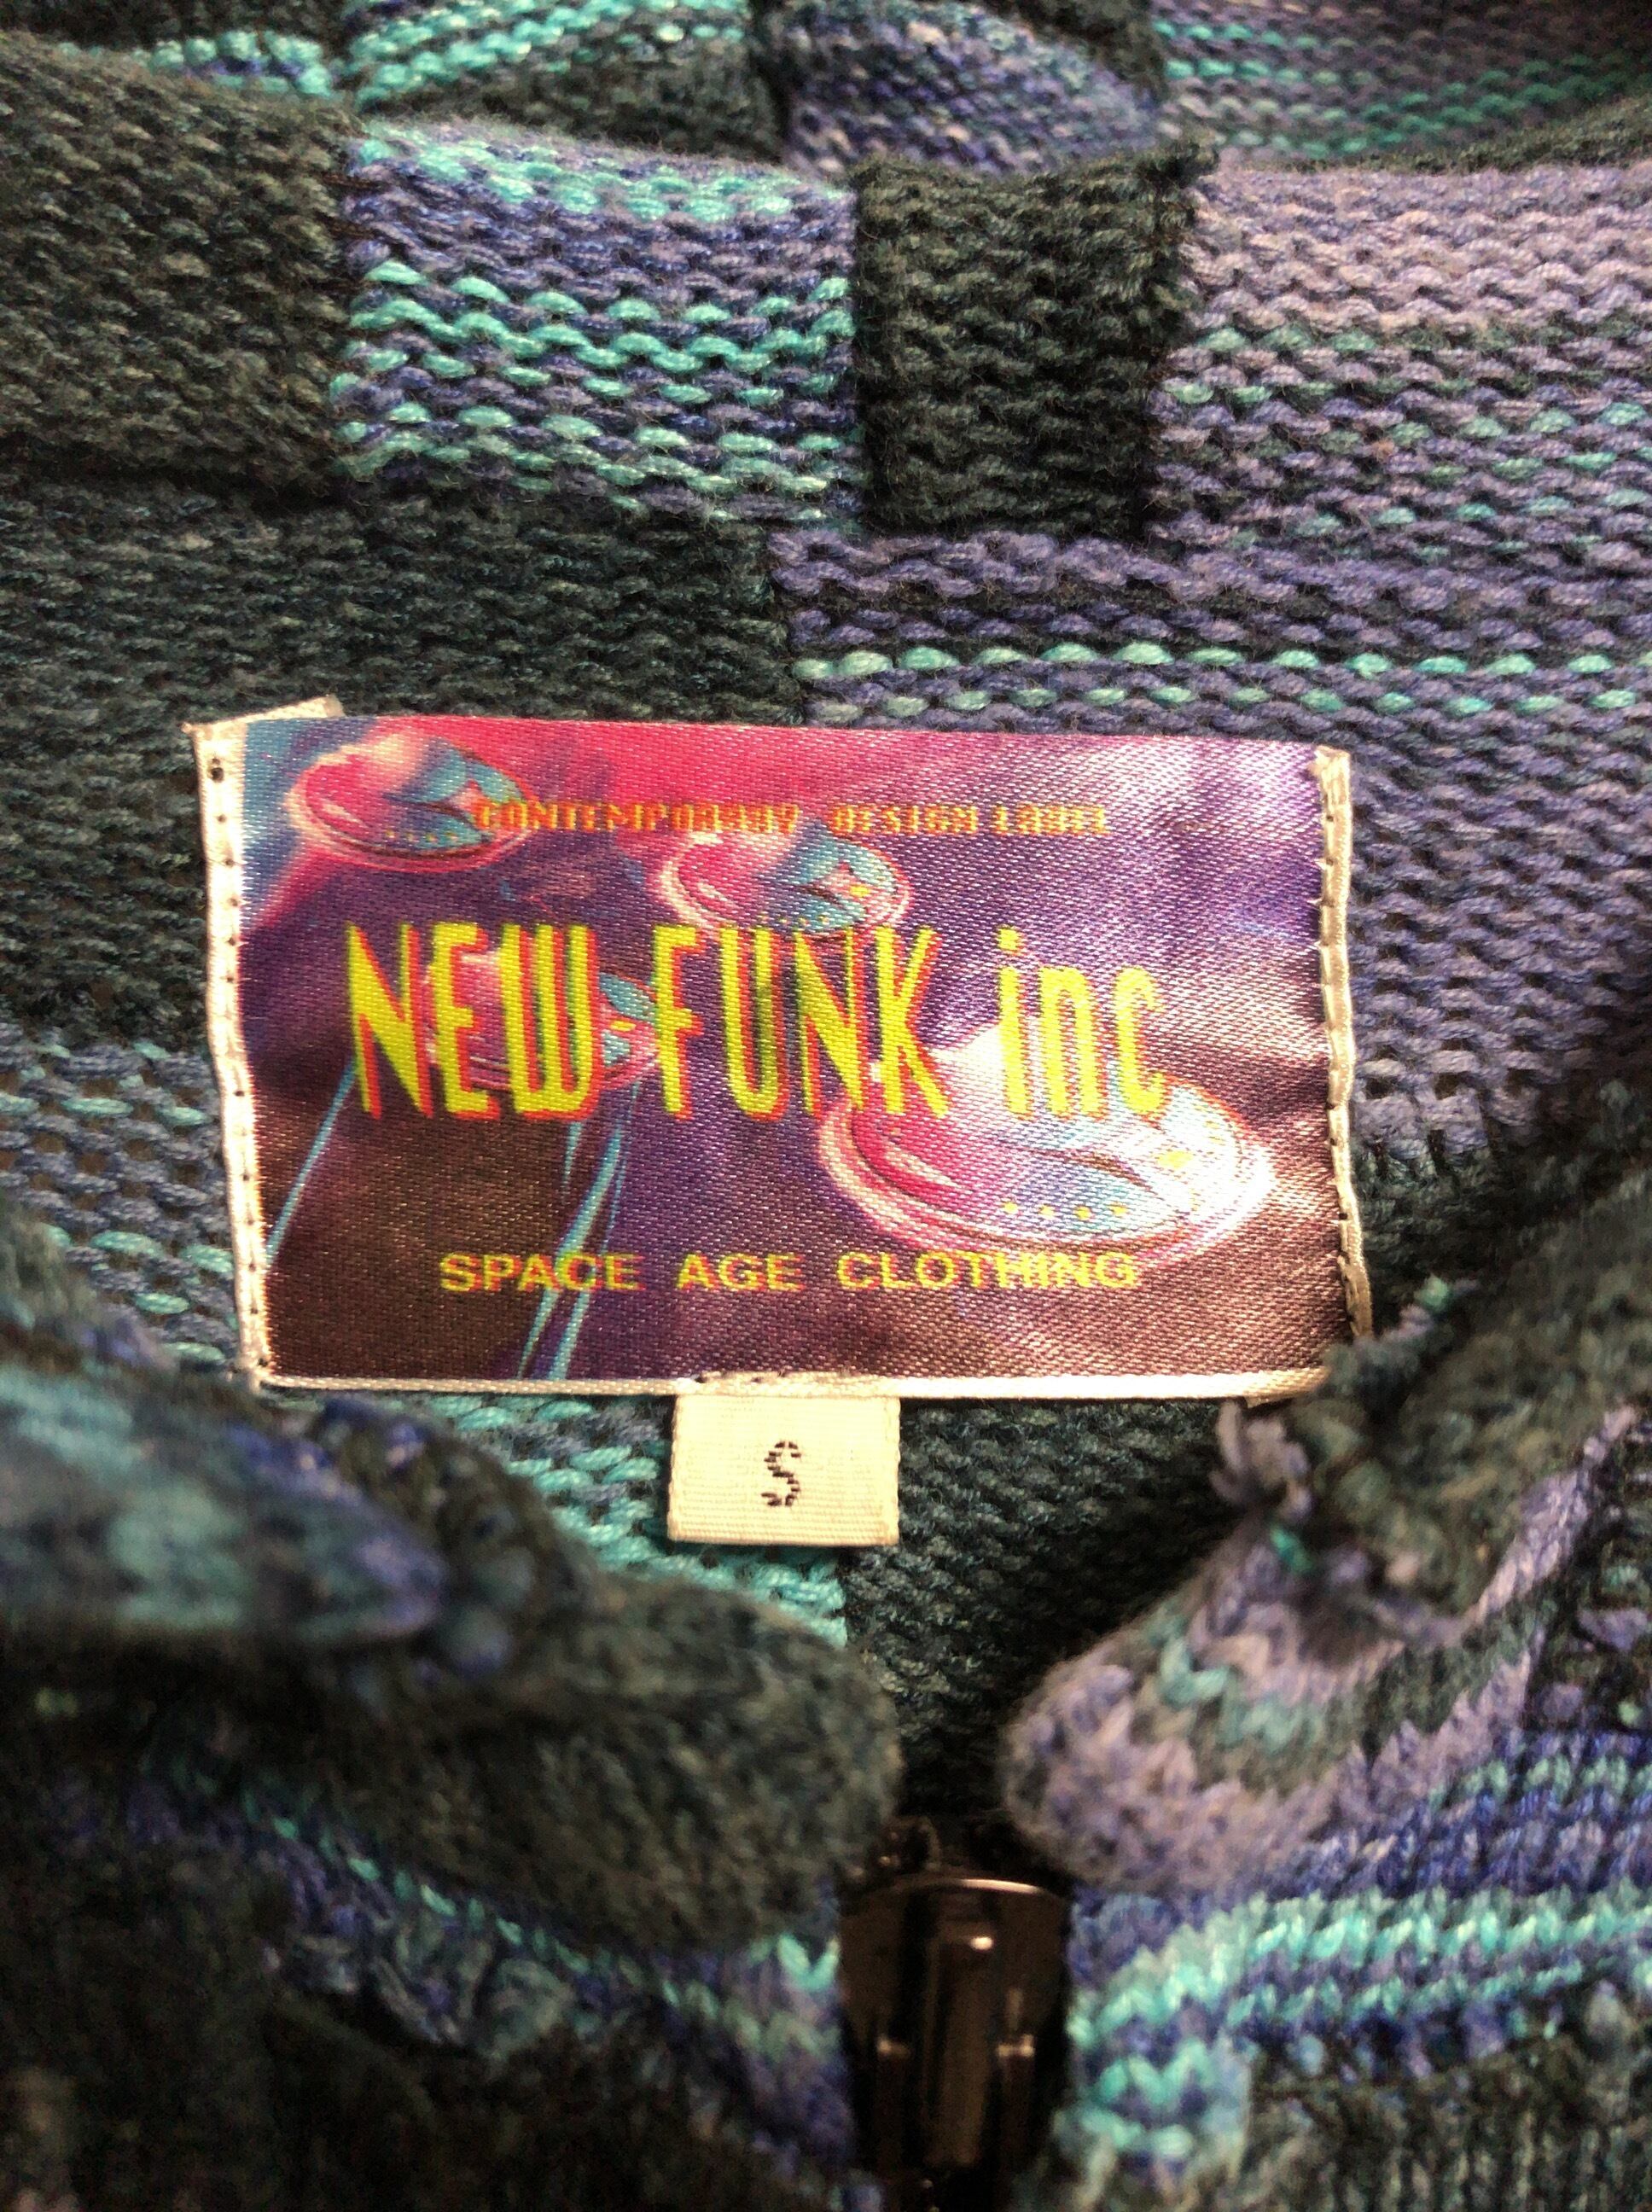 CONTEMPORARY DESIGN LABEL
NEW FUNK inc
SPACE AGE CLOTHING
S